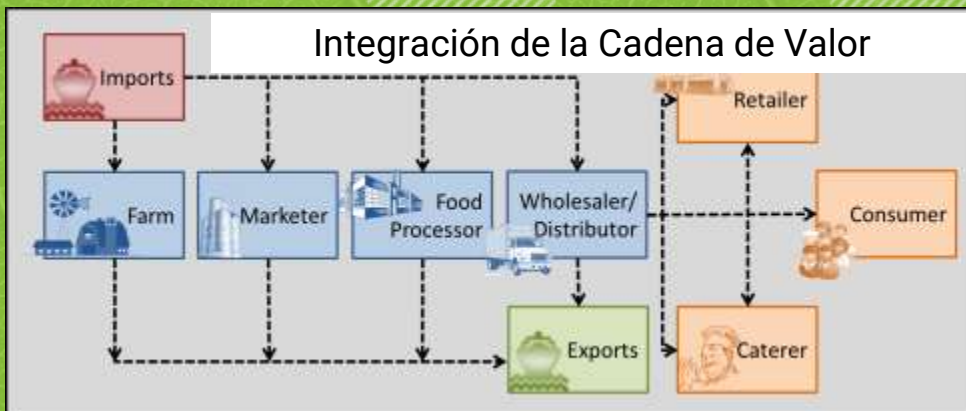 Integración de la Cadena de Valor
Imports
Retailer
Farm
Marketer
Food
Processor
Wholesaler/
Distributor
Consumer
Exports
Caterer